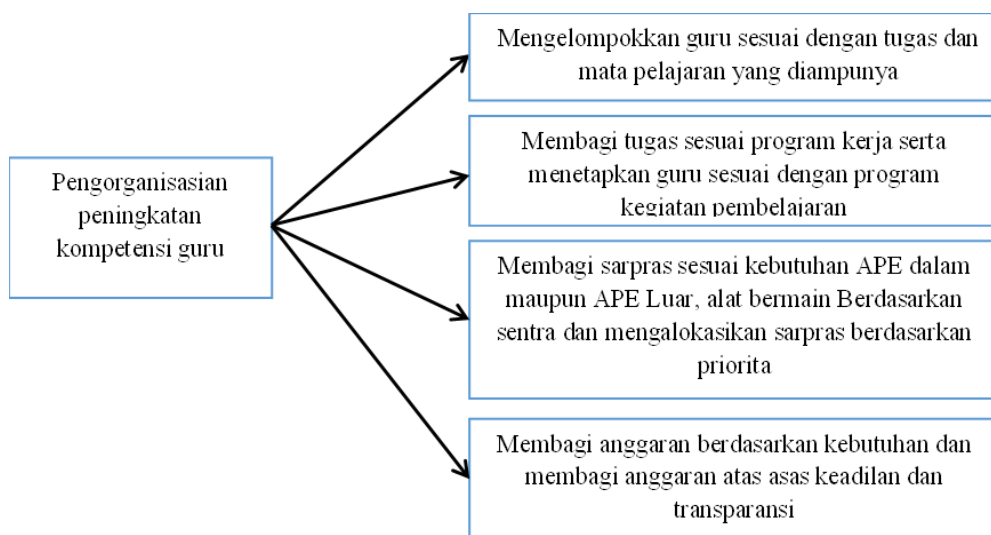 Pengorganisasian
peningkatan
kompetensi guru
Mengelompokkan guru sesuai dengan tugas dan
mata pelajaran yang diampunya
Membagi tugas sesuai program kerja serta
menetapkan guru sesuai dengan program
kegiatan pembelajaran
Membagi sarpras sesuai kebutuhan APE dalam
maupun APE Luar, alat bermain Berdasarkan
sentra dan mengalokasikan sarpras berdasarkan
priorita
Membagi anggaran berdasarkan kebutuhan dan
membagi anggaran atas asas keadilan dan
transparansi